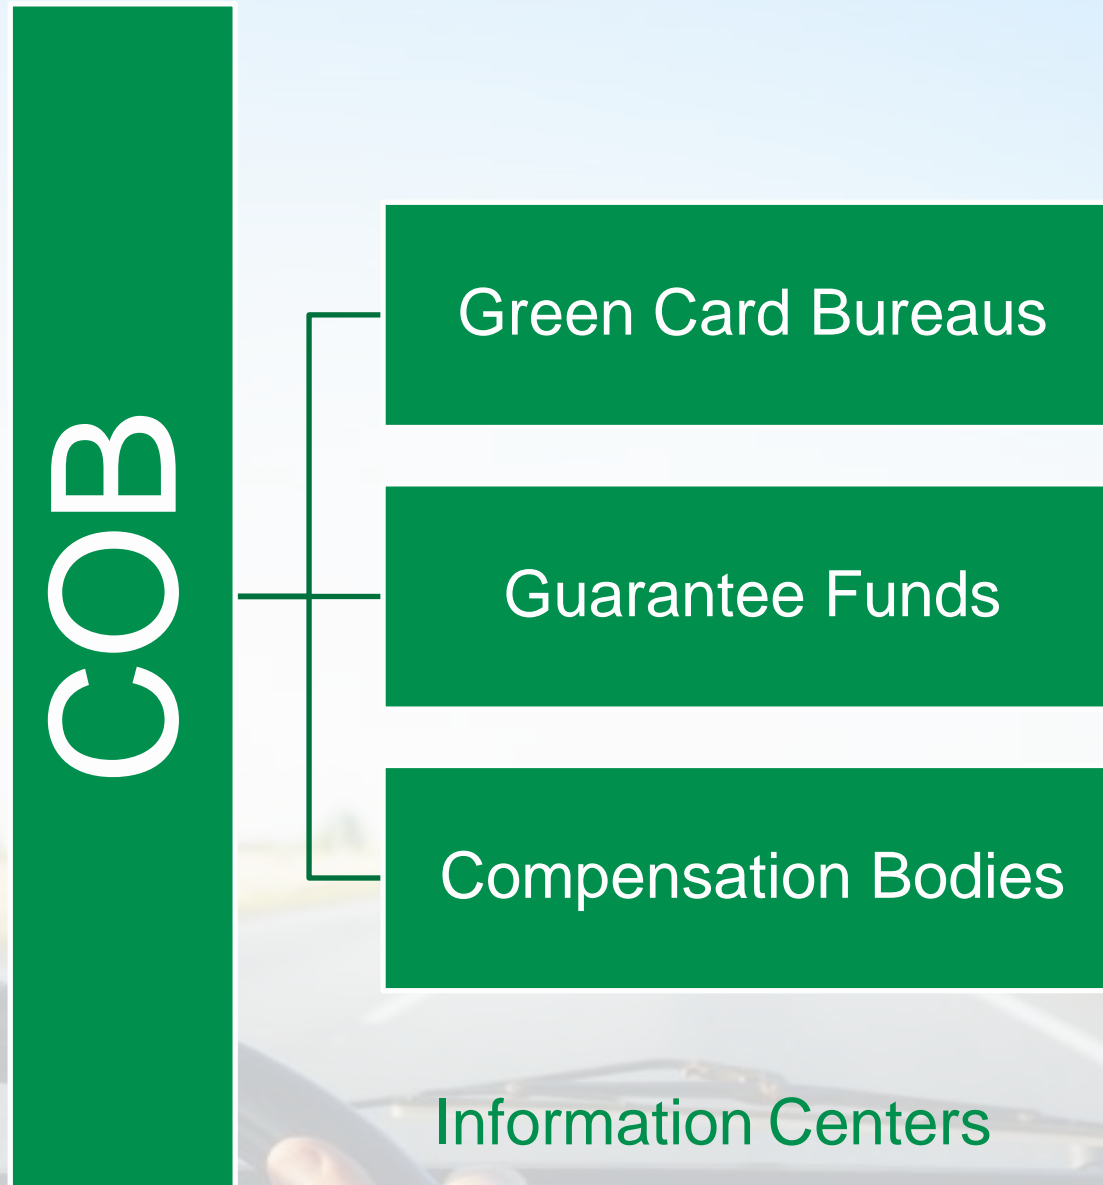 COB
Green Card Bureaus
Guarantee Funds
Compensation Bodies
Information Centers